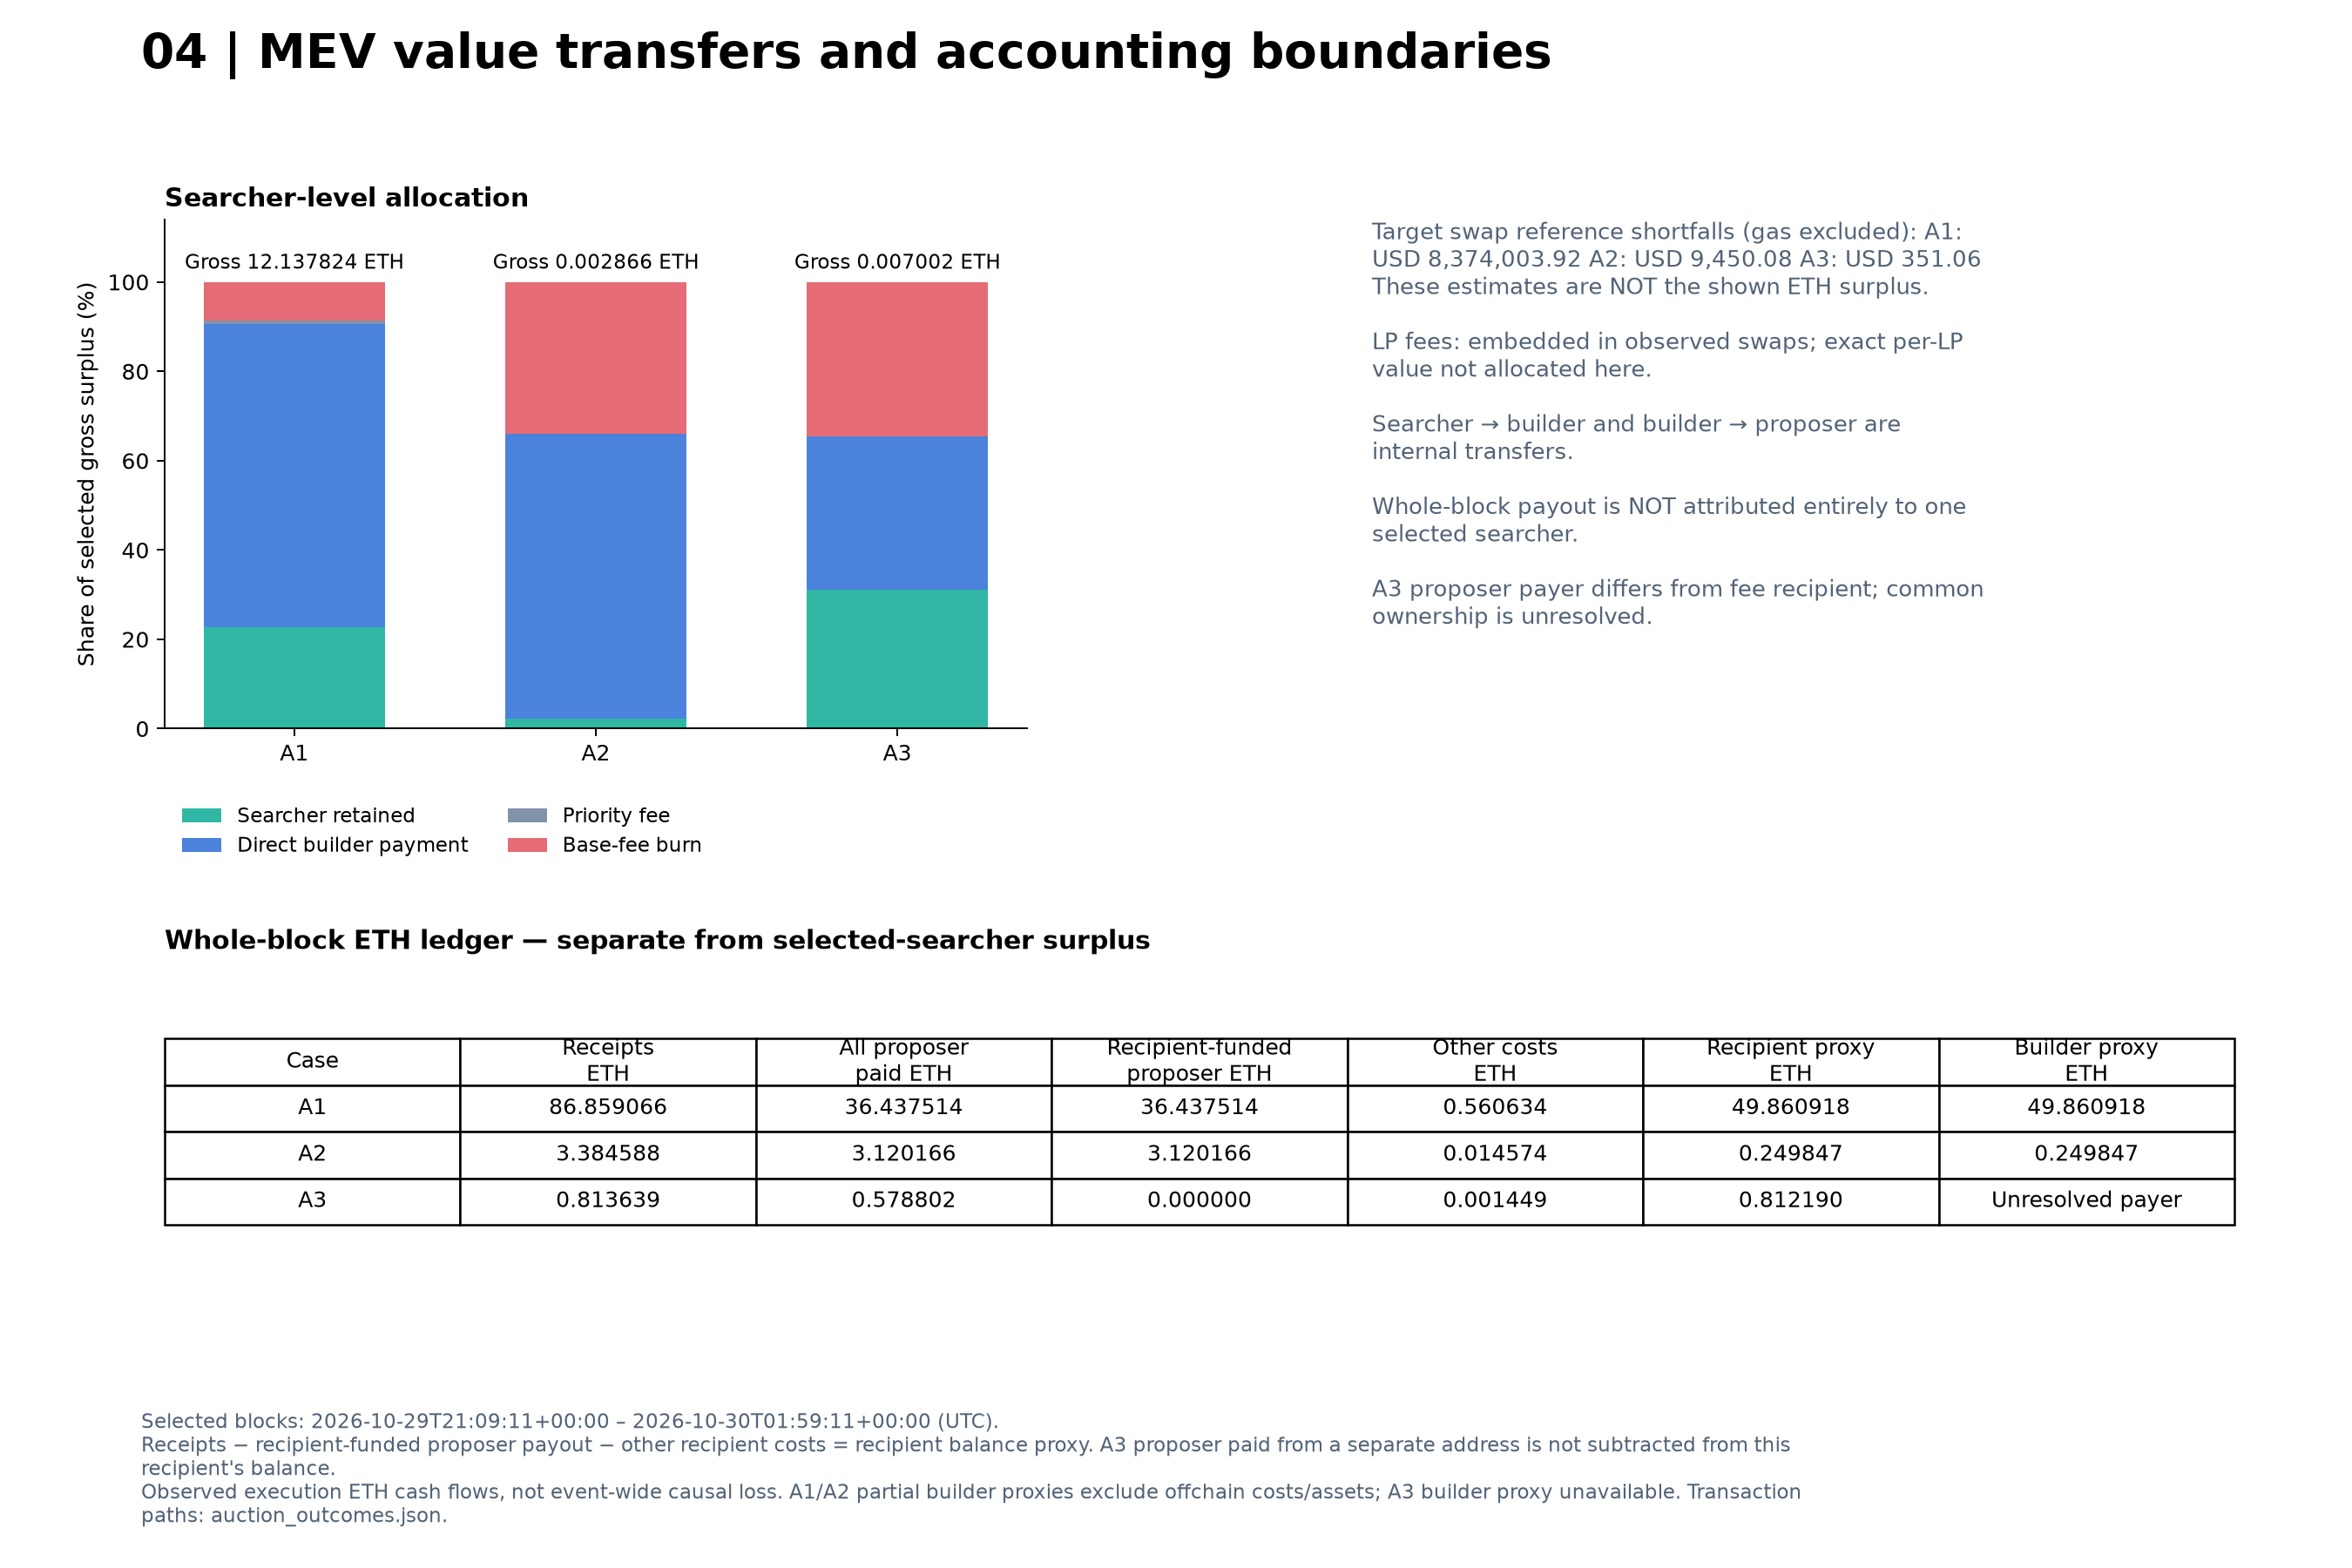 04 | MEV value transfers and accounting boundaries
Searcher-level allocation
Gross 12.137824 ETH
Gross 0.002866 ETH
Gross 0.007002 ETH
Share of selected gross surplus (%)
100
80
60
40
20
0
A1
A2
A3
Searcher retained
Direct builder payment
Priority fee
Base-fee burn
Target swap reference shortfalls (gas excluded): A1:
USD 8,374,003.92 A2: USD 9,450.08 A3: USD 351.06
These estimates are NOT the shown ETH surplus.
LP fees: embedded in observed swaps; exact per-LP
value not allocated here.
Searcher → builder and builder → proposer are
internal transfers.
Whole-block payout is NOT attributed entirely to one
selected searcher.
A3 proposer payer differs from fee recipient; common
ownership is unresolved.
Whole-block ETH ledger — separate from selected-searcher surplus
Case Receipts ETH All proposer paid ETH Recipient-funded proposer ETH Other costs ETH Recipient proxy ETH Builder proxy ETH
A1 86.859066 36.437514 36.437514 0.560634 49.860918 49.860918
A2 3.384588 3.120166 3.120166 0.014574 0.249847 0.249847
A3 0.813639 0.578802 0.000000 0.001449 0.812190 Unresolved payer
Selected blocks: 2026-10-29T21:09:11+00:00 – 2026-10-30T01:59:11+00:00 (UTC).
Receipts − recipient-funded proposer payout − other recipient costs = recipient balance proxy. A3 proposer paid from a separate address is not subtracted from this
recipient's balance.
Observed execution ETH cash flows, not event-wide causal loss. A1/A2 partial builder proxies exclude offchain costs/assets; A3 builder proxy unavailable. Transaction
paths: auction_outcomes.json.